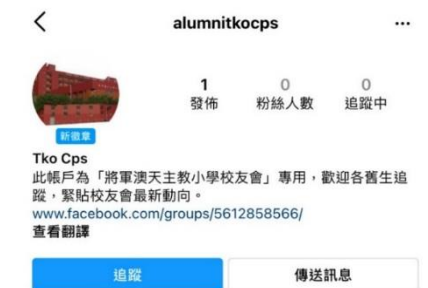 alumnitkocps
1 0 0
發佈 粉絲人數 追蹤中
新徽章
Tko Cps
此帳戶為「將軍澳天主教小學校友會」專用，歡迎各舊生追
蹤，緊貼校友會最新動向。
www.facebook.com/groups/5612858566/
查看翻譯
追蹤 傳送訊息